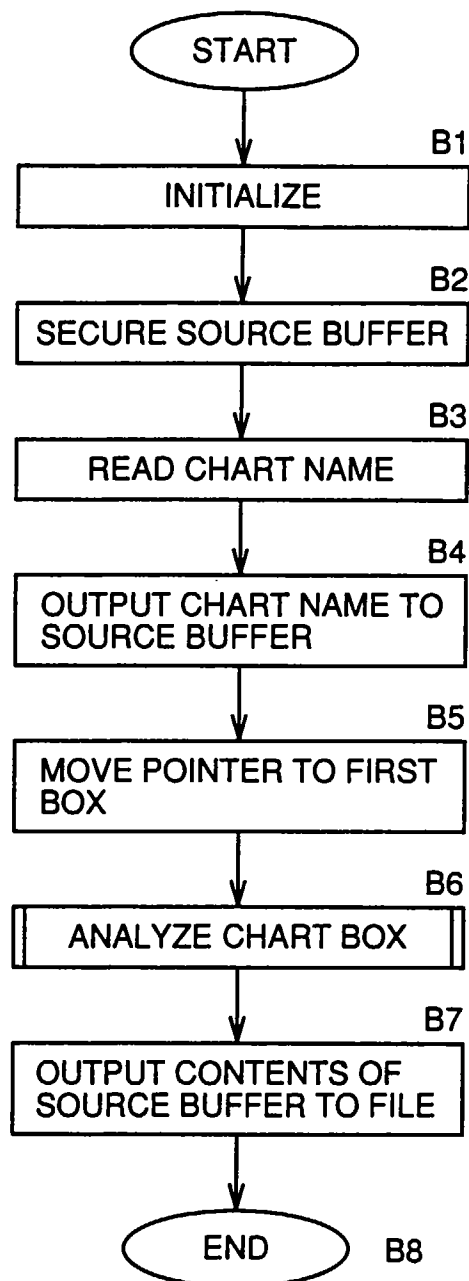 START
B1
INITIALIZE
B2
SECURE SOURCE BUFFER
B3
READ CHART NAME
B4
OUTPUT CHART NAME TO
SOURCE BUFFER
B5
MOVE POINTER TO FIRST
BOX
B6
ANALYZE CHART BOX
B7
OUTPUT CONTENTS OF
SOURCE BUFFER TO FILE
END B8